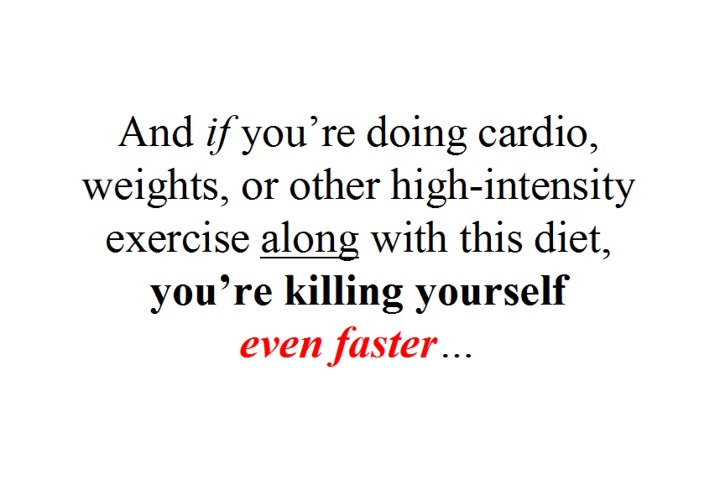 And if you’re doing cardio,
weights, or other high-intensity
exercise along with this diet,
you’re killing yourself
even faster…